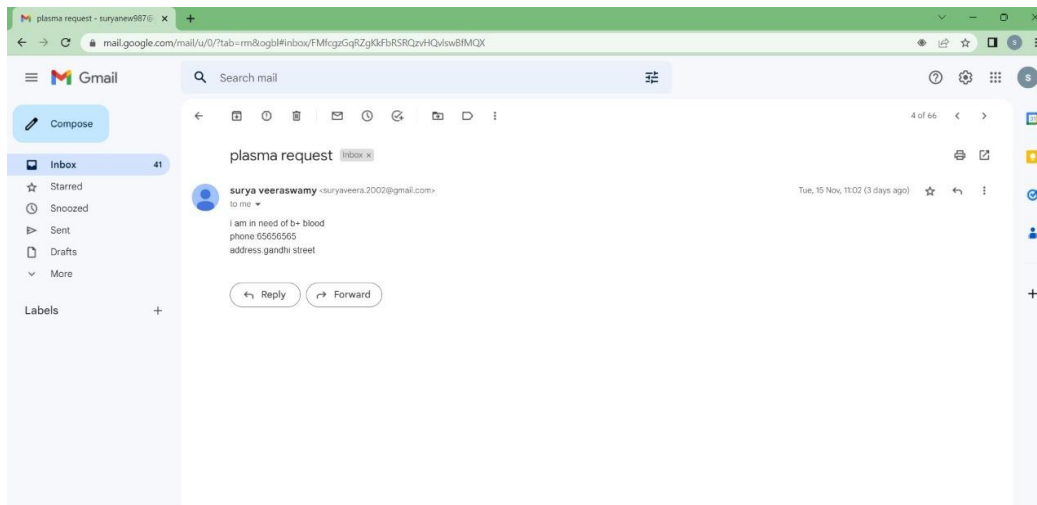 plasma request - suryanew987@
mail.google.com/mail/u/0/?tab=rm&ogbl#inbox/FMfcgzGqRZgKkFbRSRQzvHQvlswBfMQX
S
Gmail
Search mail
S
Compose
4 of 66
Inbox 41
Starred
Snoozed
Sent
Drafts
More
Labels
plasma request Inbox x
surya veeraswamy <suryaveera.2002@gmail.com> Tue, 15 Nov, 11:02 (3 days ago)
to me
i am in need of b+ blood
phone:65656565
address:gandhi street
Reply Forward